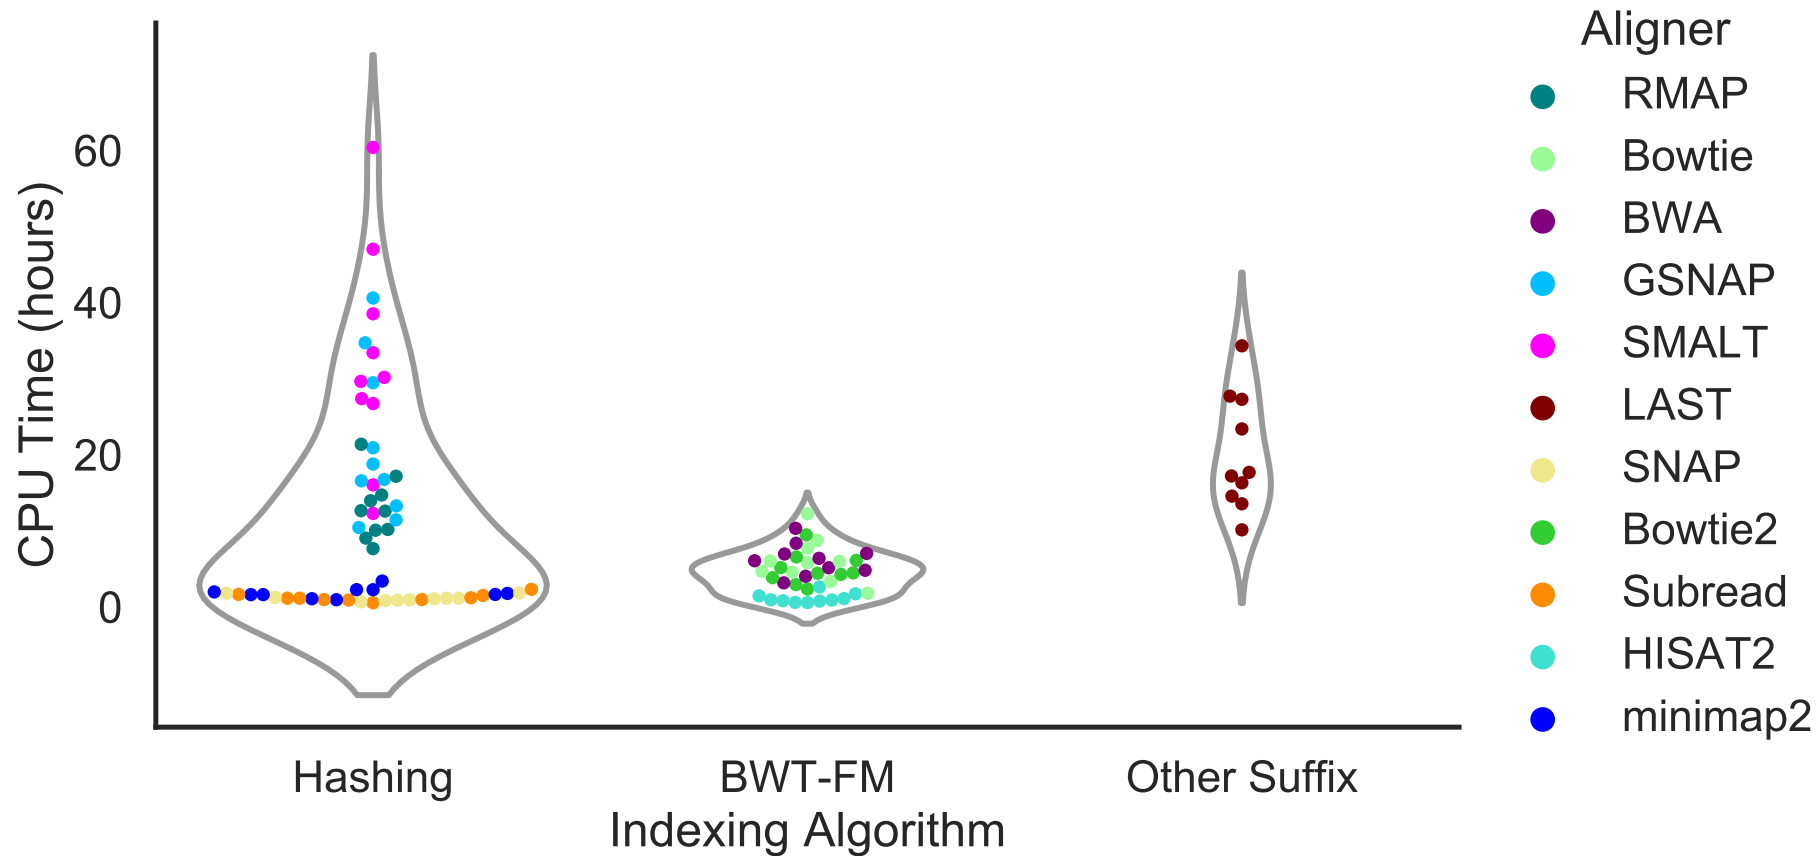 CPU Time (hours)
60
40
20
0
Hashing
BWT-FM
Other Suffix
Indexing Algorithm
Aligner
RMAP
Bowtie
BWA
GSNAP
SMALT
LAST
SNAP
Bowtie2
Subread
HISAT2
minimap2